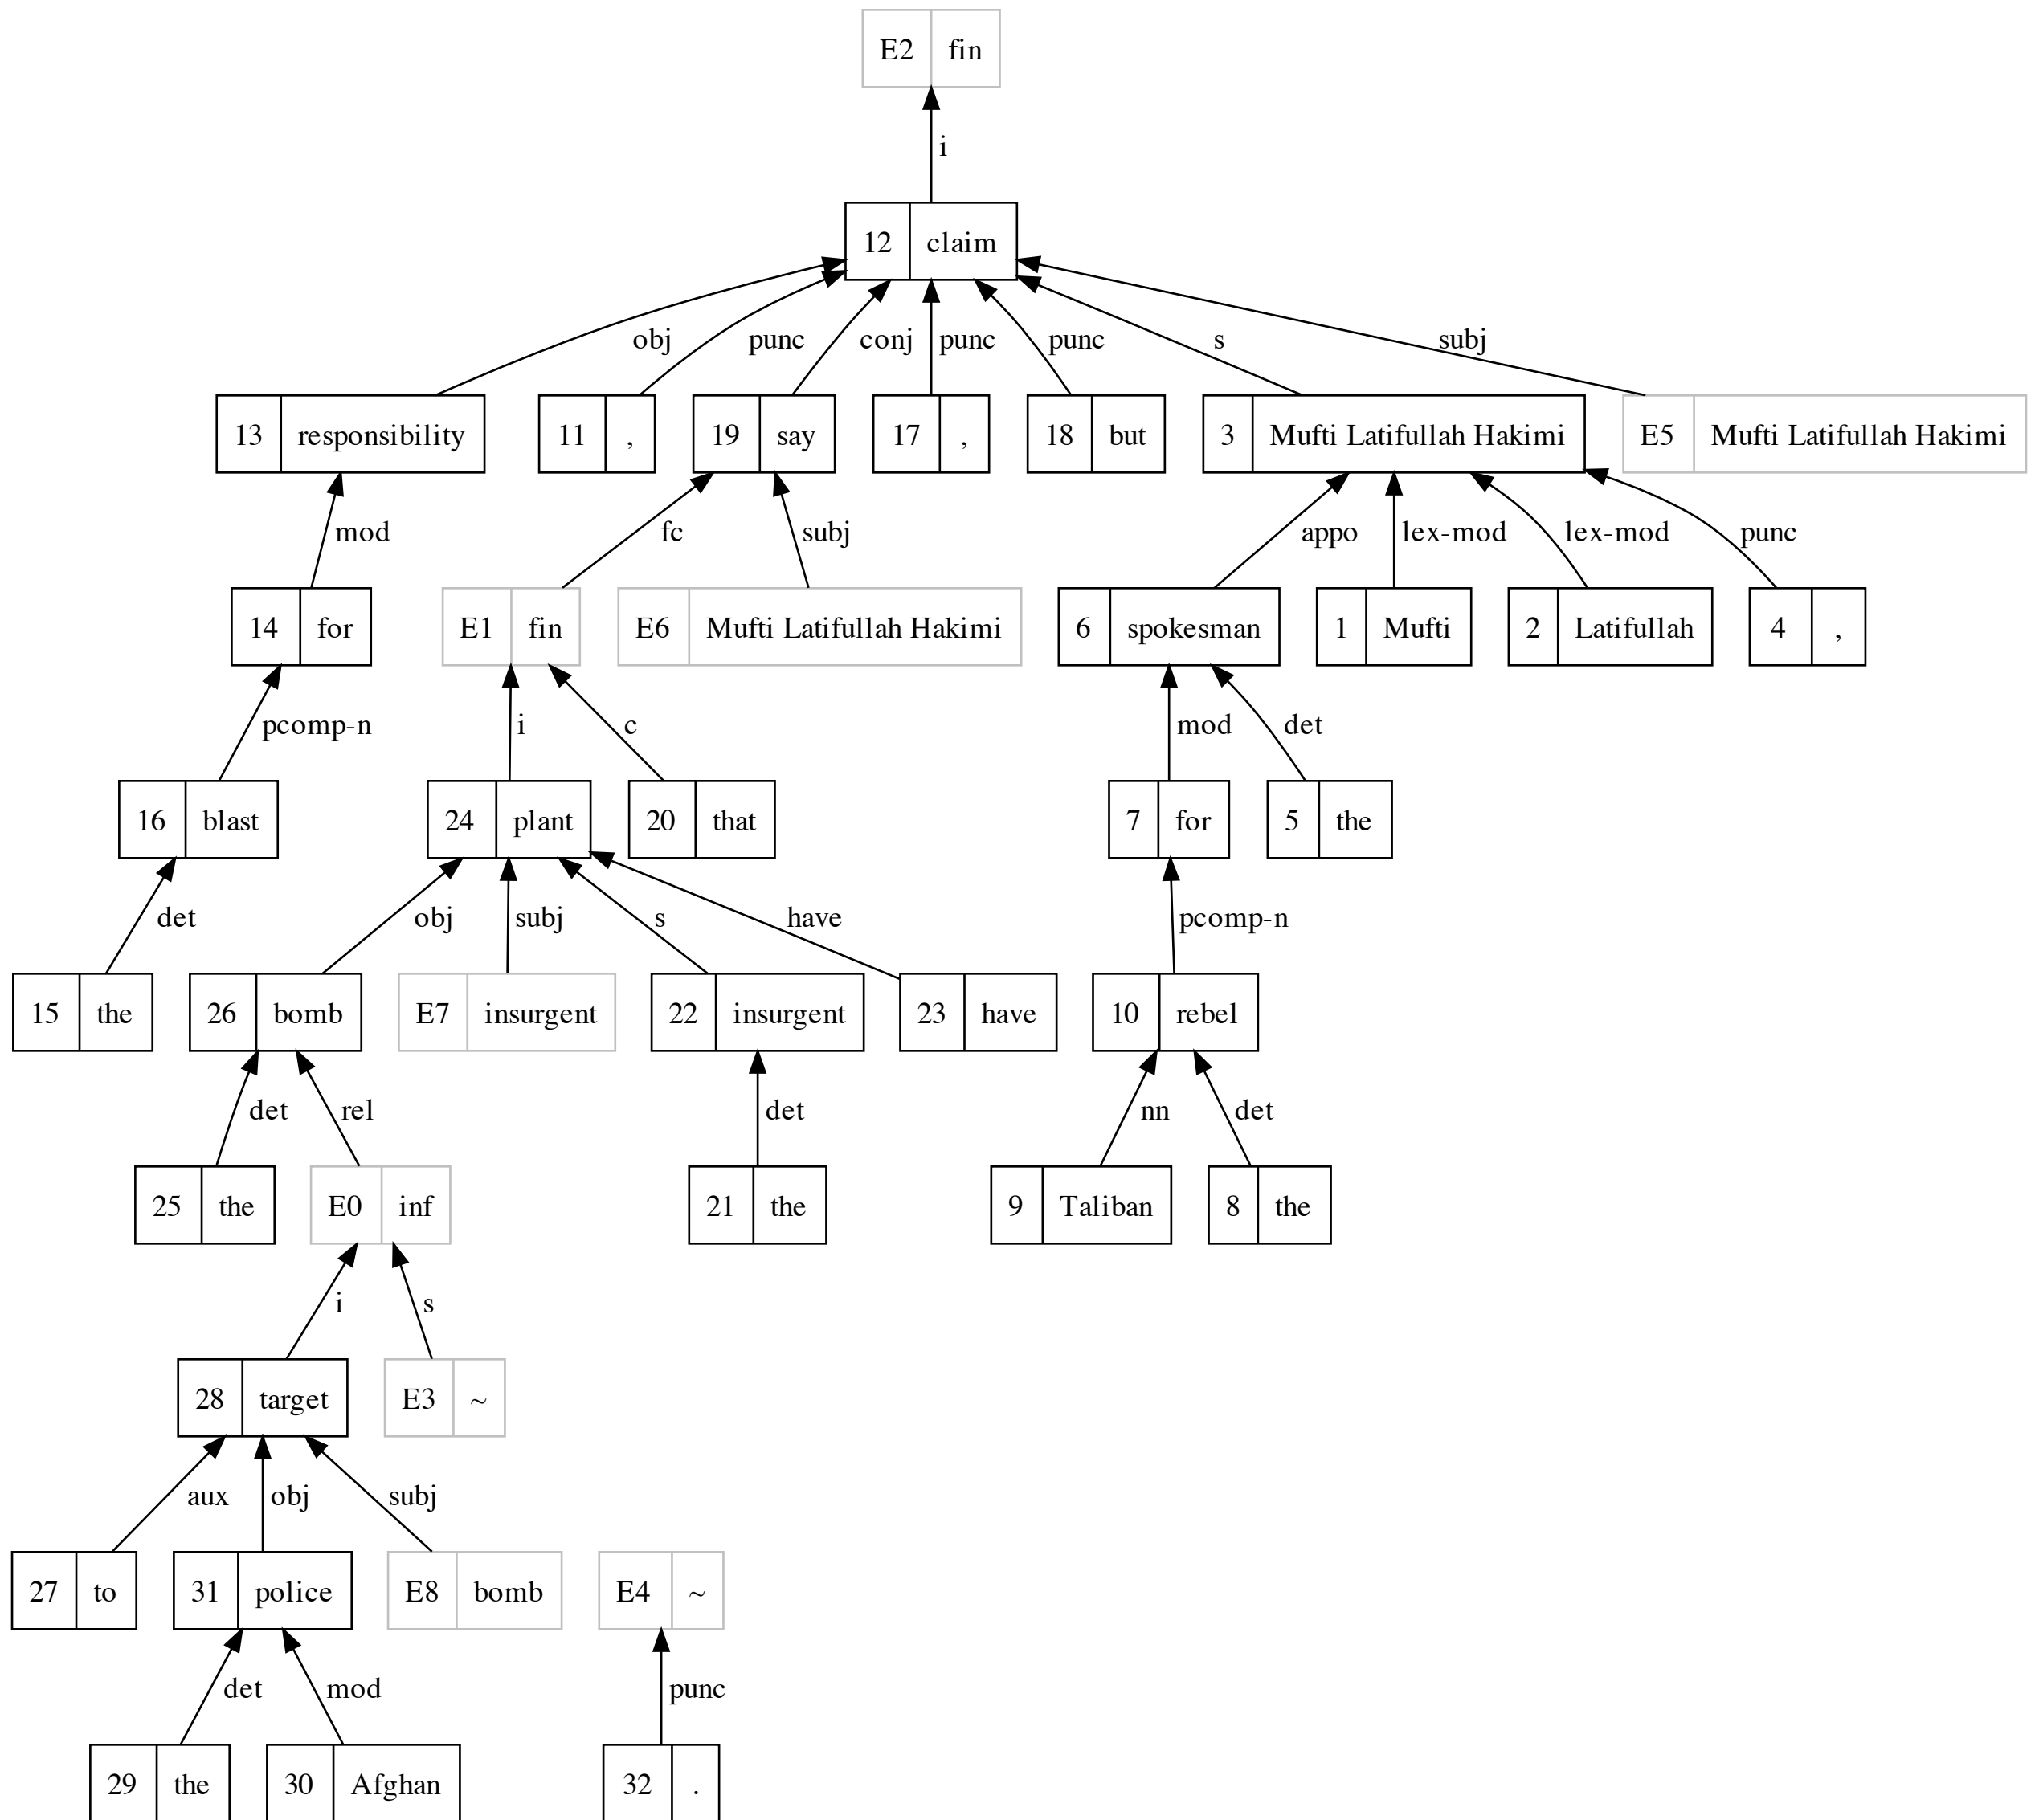 E2 fin
i
12 claim
obj punc conj punc punc s subj
13 responsibility 11 , 19 say 17 , 18 but 3 Mufti Latifullah Hakimi E5 Mufti Latifullah Hakimi
mod fc subj appo lex-mod lex-mod punc
14 for E1 fin E6 Mufti Latifullah Hakimi 6 spokesman 1 Mufti 2 Latifullah 4 ,
pcomp-n i c mod det
16 blast 24 plant 20 that 7 for 5 the
det obj subj s have pcomp-n
15 the 26 bomb E7 insurgent 22 insurgent 23 have 10 rebel
det rel det nn det
25 the E0 inf 21 the 9 Taliban 8 the
i s
28 target E3 ~
aux obj subj
27 to 31 police E8 bomb E4 ~
det mod punc
29 the 30 Afghan 32 .